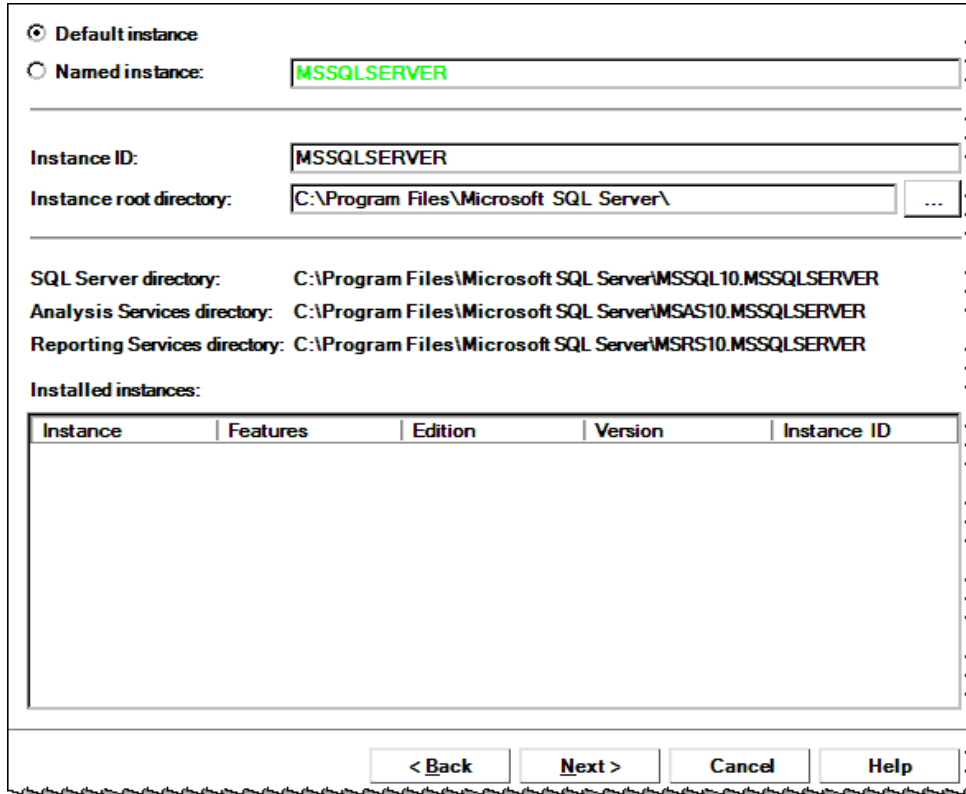 Default instance
Named instance: MSSQLSERVER
Instance ID: MSSQLSERVER
Instance root directory: C:\Program Files\Microsoft SQL Server\ ...
SQL Server directory: C:\Program Files\Microsoft SQL Server\MSSQL10.MSSQLSERVER
Analysis Services directory: C:\Program Files\Microsoft SQL Server\MSAS10.MSSQLSERVER
Reporting Services directory: C:\Program Files\Microsoft SQL Server\MSRS10.MSSQLSERVER
Installed instances:
Instance Features Edition Version Instance ID
< Back Next > Cancel Help